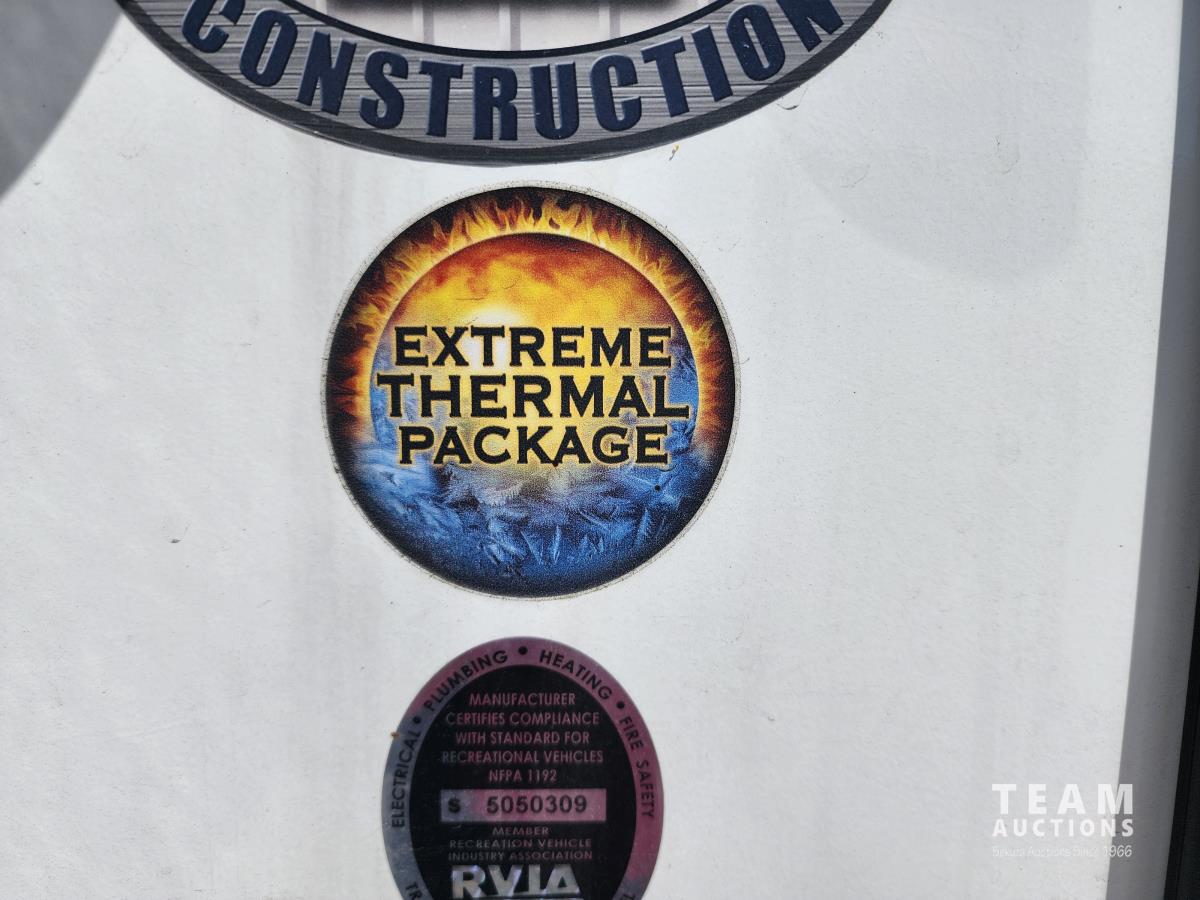 CONSTRUCTION
EXTREME
THERMAL
PACKAGE
ELECTRICAL • PLUMBING • HEATING • FIRE SAFETY
MANUFACTURER
CERTIFIES COMPLIANCE
WITH STANDARD FOR
RECREATIONAL VEHICLES
NFPA 1192
S 5050309
MEMBER
RECREATION VEHICLE
INDUSTRY ASSOCIATION
RVIA
TEAM
AUCTIONS
Auctions Since 1966